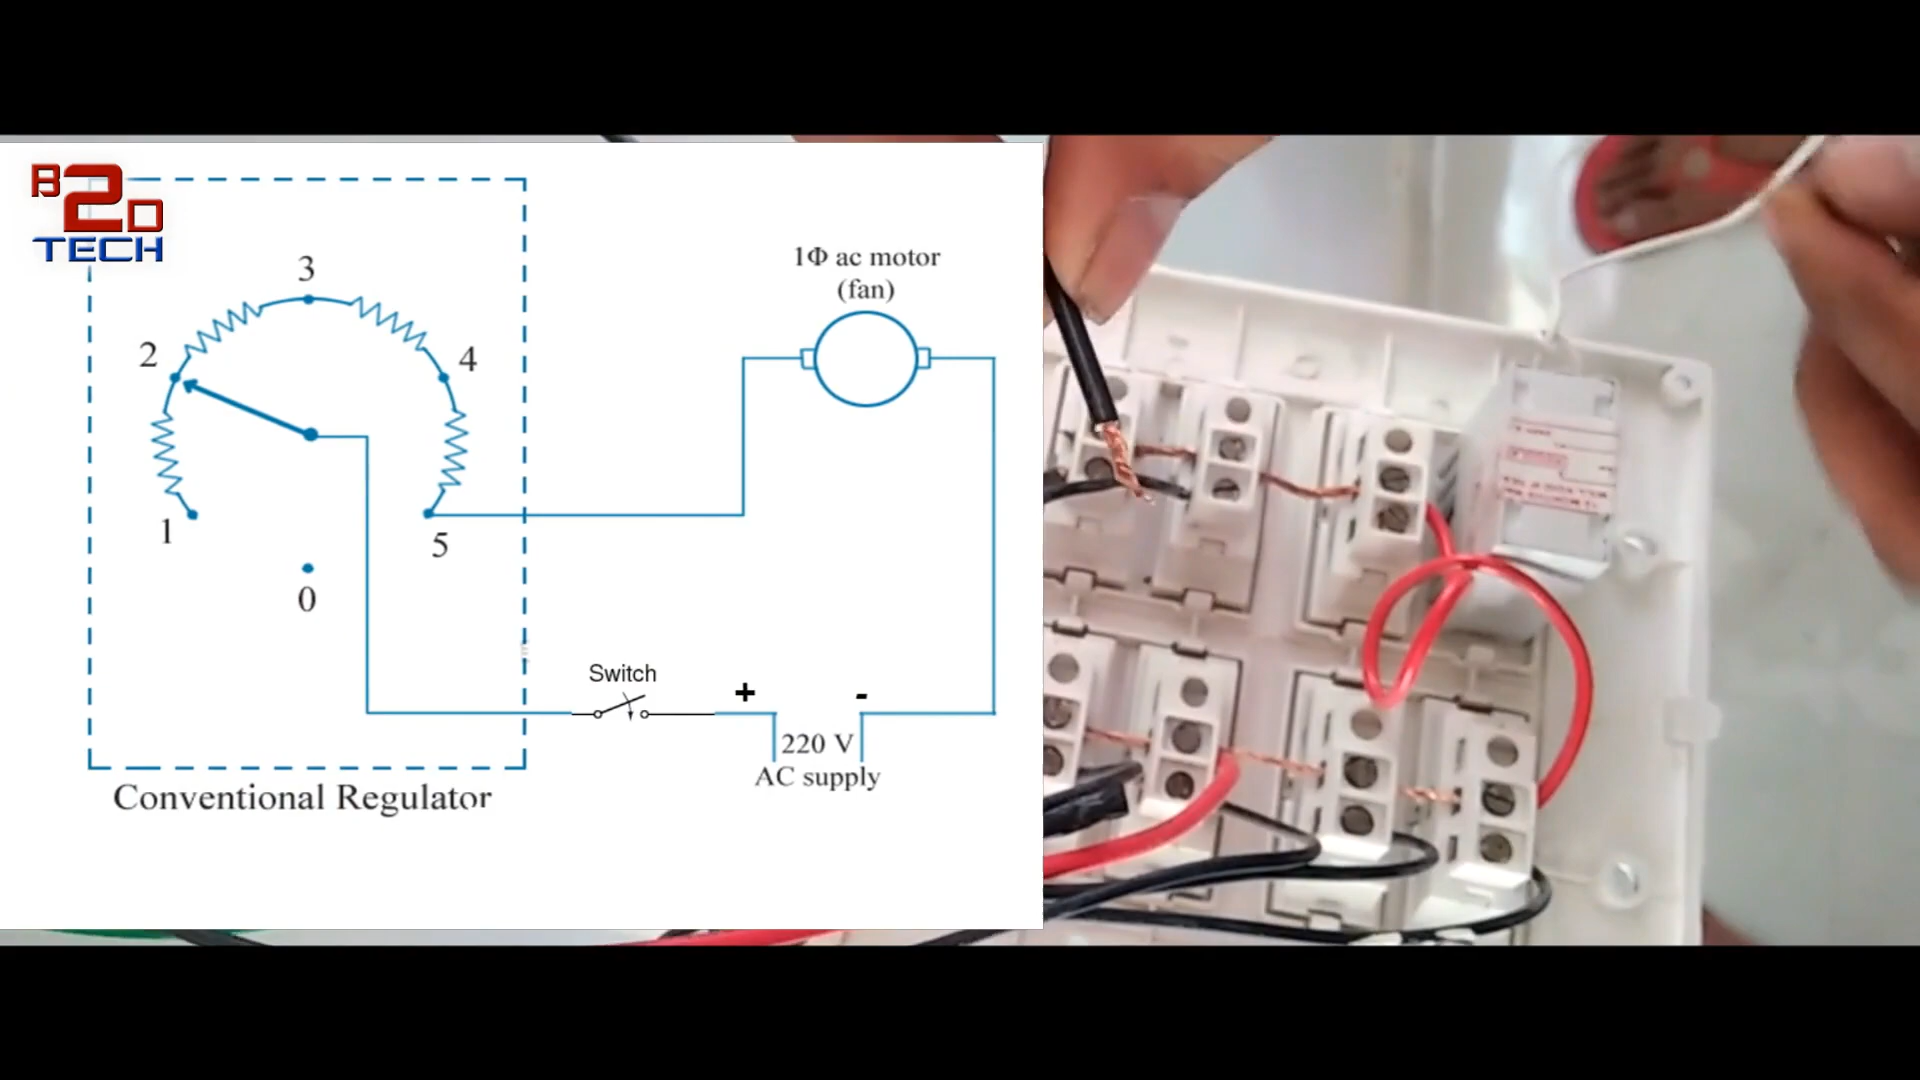 B2D
TECH
3
2
4
1
5
0
1Φ ac motor
(fan)
Switch
+
-
220 V
AC supply
Conventional Regulator